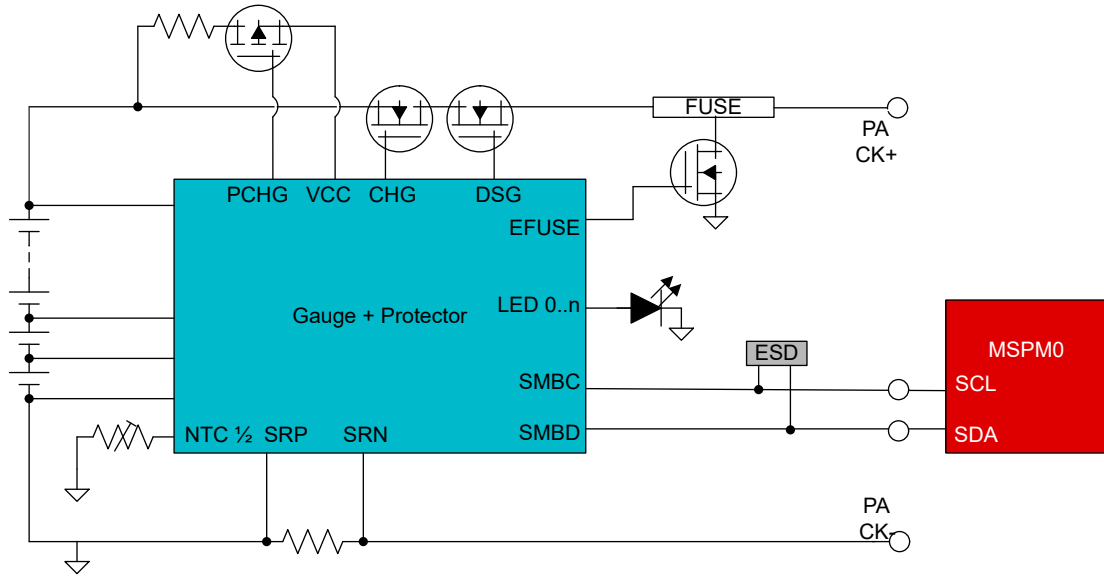 FUSE
PA
CK+
PCHG VCC CHG DSG
EFUSE
LED 0..n
Gauge + Protector
ESD
MSPM0
SMBC
SCL
SMBD
SDA
NTC ½ SRP SRN
PA
CK-